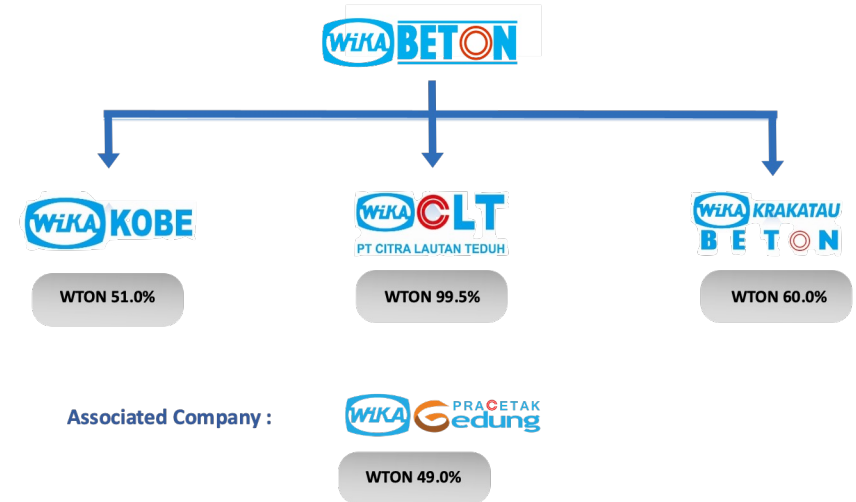 WiKA BETON
WiKA KOBE
WTON 51.0%
WiKA CLT
PT CITRA LAUTAN TEDUH
WTON 99.5%
WiKA KRAKATAU
BETON
WTON 60.0%
Associated Company :
WiKA PRACETAK
Gedung
WTON 49.0%